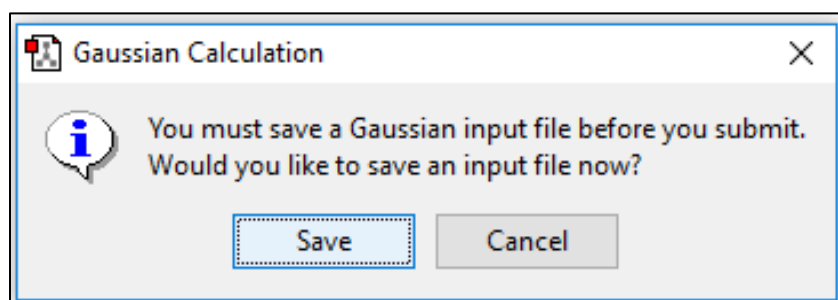 Gaussian Calculation
You must save a Gaussian input file before you submit.
Would you like to save an input file now?
Save
Cancel